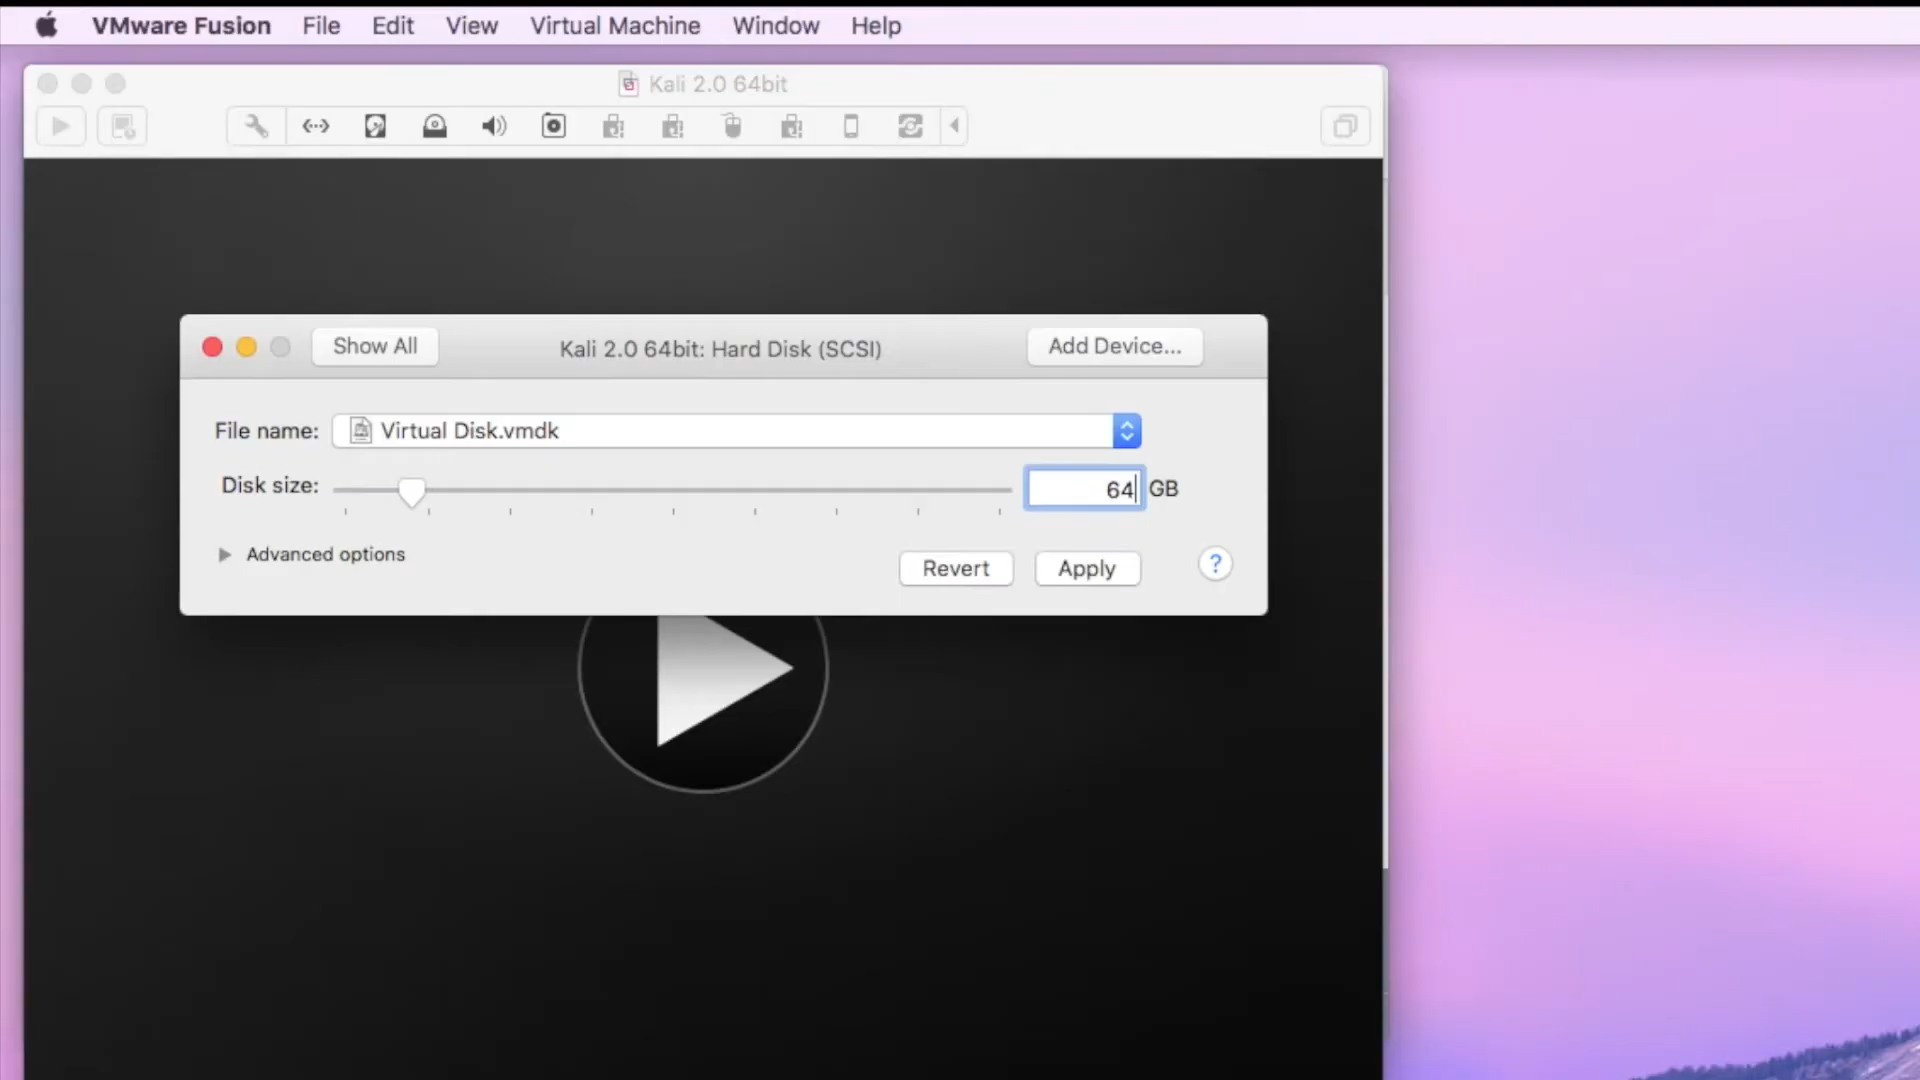 VMware Fusion File Edit View Virtual Machine Window Help
Kali 2.0 64bit
Show All
Kali 2.0 64bit: Hard Disk (SCSI)
Add Device...
File name: Virtual Disk.vmdk
Disk size: 64 GB
Advanced options
Revert Apply ?